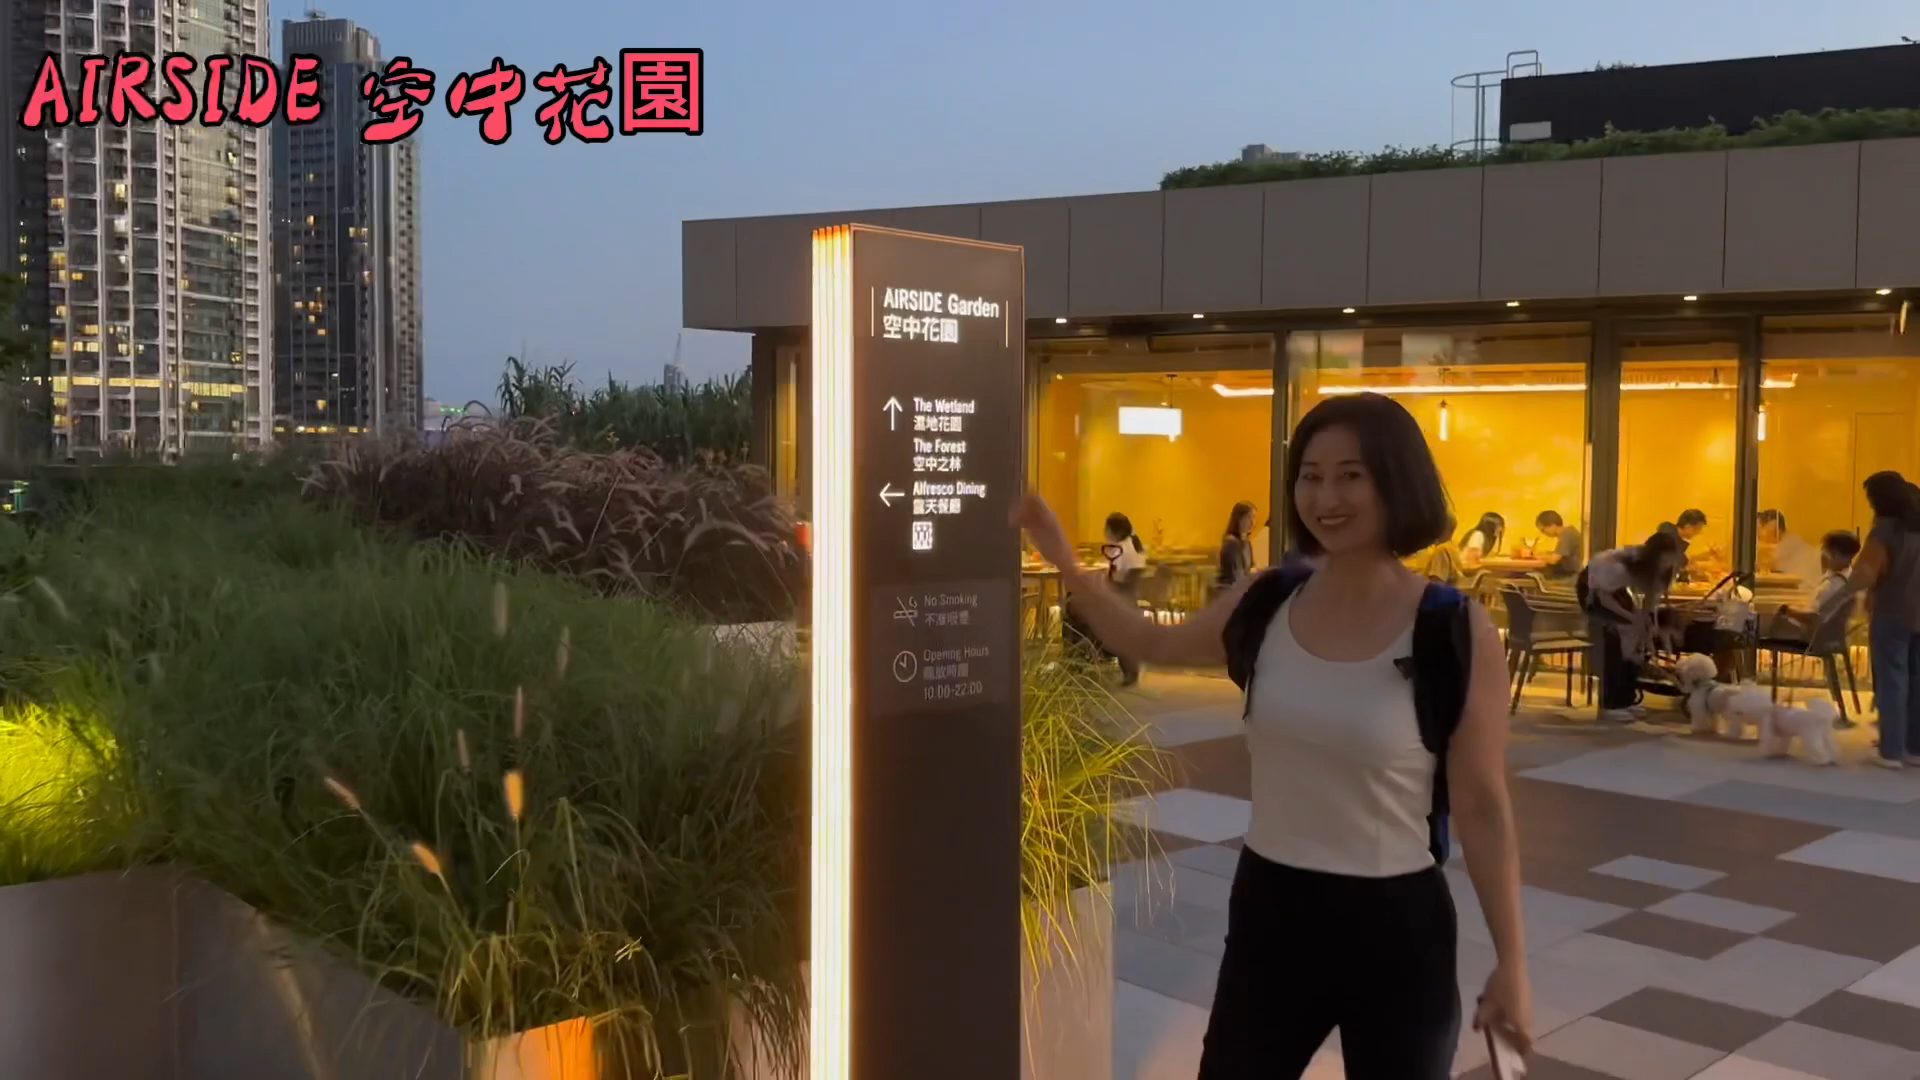 AIRSIDE 空中花園
AIRSIDE Garden
空中花園
The Wetland
濕地花園
The Forest
空中之林
Alfresco Dining
露天餐廳
No Smoking
不准吸煙
Opening Hours
開放時間
10:00-22:00